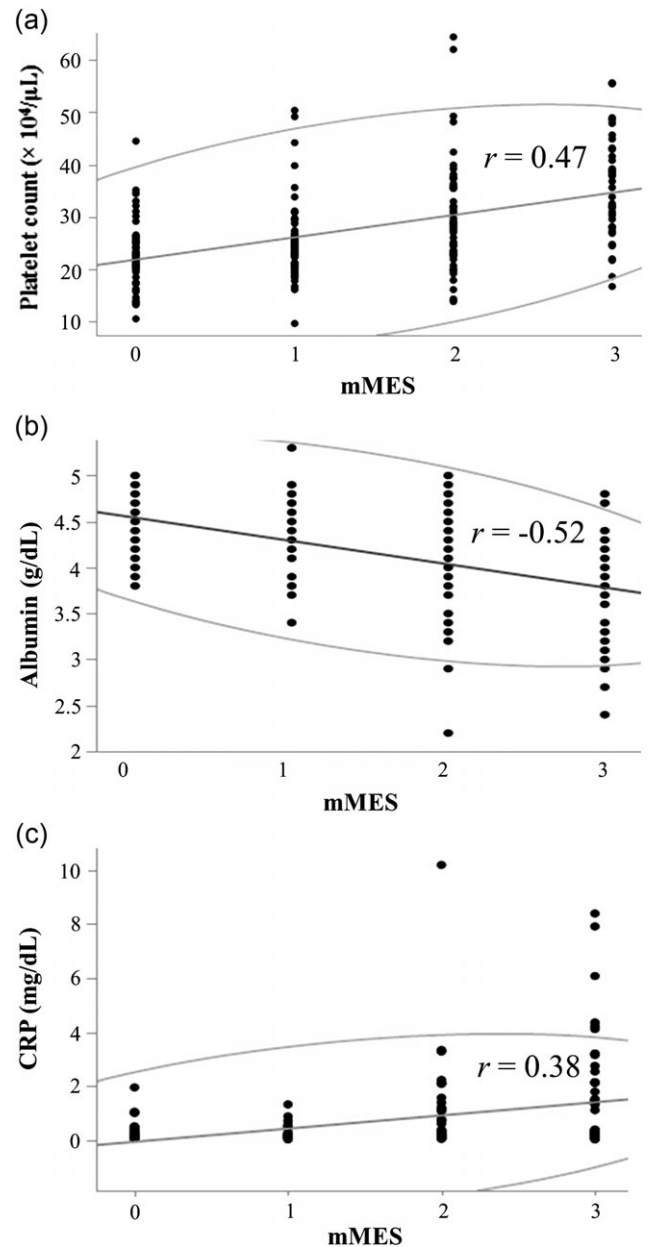 (a)
Platelet count (× 10⁴/μL)
60
50
40
30
20
10
r = 0.47
0 1 2 3
mMES
(b)
Albumin (g/dL)
5
4.5
4
3.5
3
2.5
2
r = -0.52
0 1 2 3
mMES
(c)
CRP (mg/dL)
10
8
6
4
2
0
r = 0.38
0 1 2 3
mMES